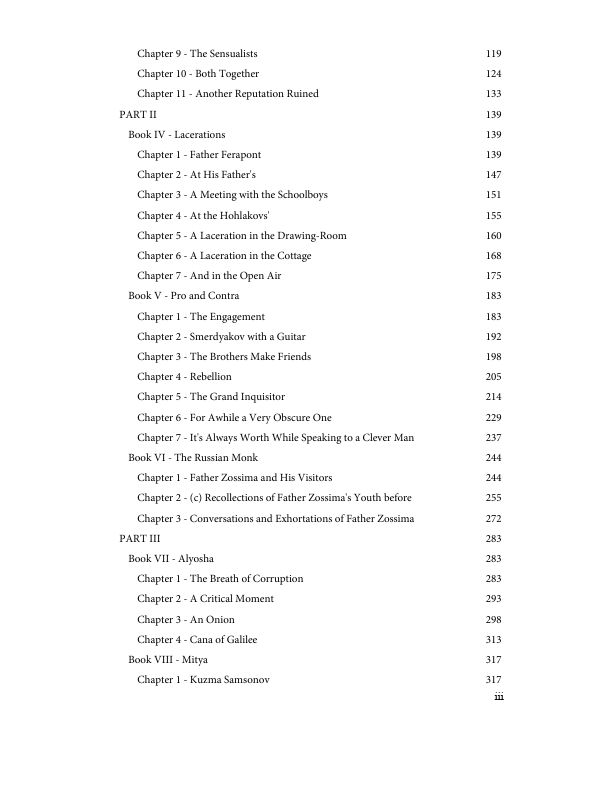 Chapter 9 - The Sensualists 119
Chapter 10 - Both Together 124
Chapter 11 - Another Reputation Ruined 133
PART II 139
Book IV - Lacerations 139
Chapter 1 - Father Ferapont 139
Chapter 2 - At His Father's 147
Chapter 3 - A Meeting with the Schoolboys 151
Chapter 4 - At the Hohlakovs' 155
Chapter 5 - A Laceration in the Drawing-Room 160
Chapter 6 - A Laceration in the Cottage 168
Chapter 7 - And in the Open Air 175
Book V - Pro and Contra 183
Chapter 1 - The Engagement 183
Chapter 2 - Smerdyakov with a Guitar 192
Chapter 3 - The Brothers Make Friends 198
Chapter 4 - Rebellion 205
Chapter 5 - The Grand Inquisitor 214
Chapter 6 - For Awhile a Very Obscure One 229
Chapter 7 - It's Always Worth While Speaking to a Clever Man 237
Book VI - The Russian Monk 244
Chapter 1 - Father Zossima and His Visitors 244
Chapter 2 - (c) Recollections of Father Zossima's Youth before 255
Chapter 3 - Conversations and Exhortations of Father Zossima 272
PART III 283
Book VII - Alyosha 283
Chapter 1 - The Breath of Corruption 283
Chapter 2 - A Critical Moment 293
Chapter 3 - An Onion 298
Chapter 4 - Cana of Galilee 313
Book VIII - Mitya 317
Chapter 1 - Kuzma Samsonov 317
iii